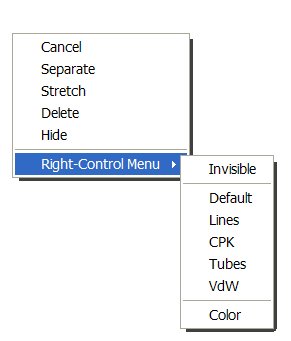 Cancel
Separate
Stretch
Delete
Hide
Right-Control Menu
Invisible
Default
Lines
CPK
Tubes
VdW
Color